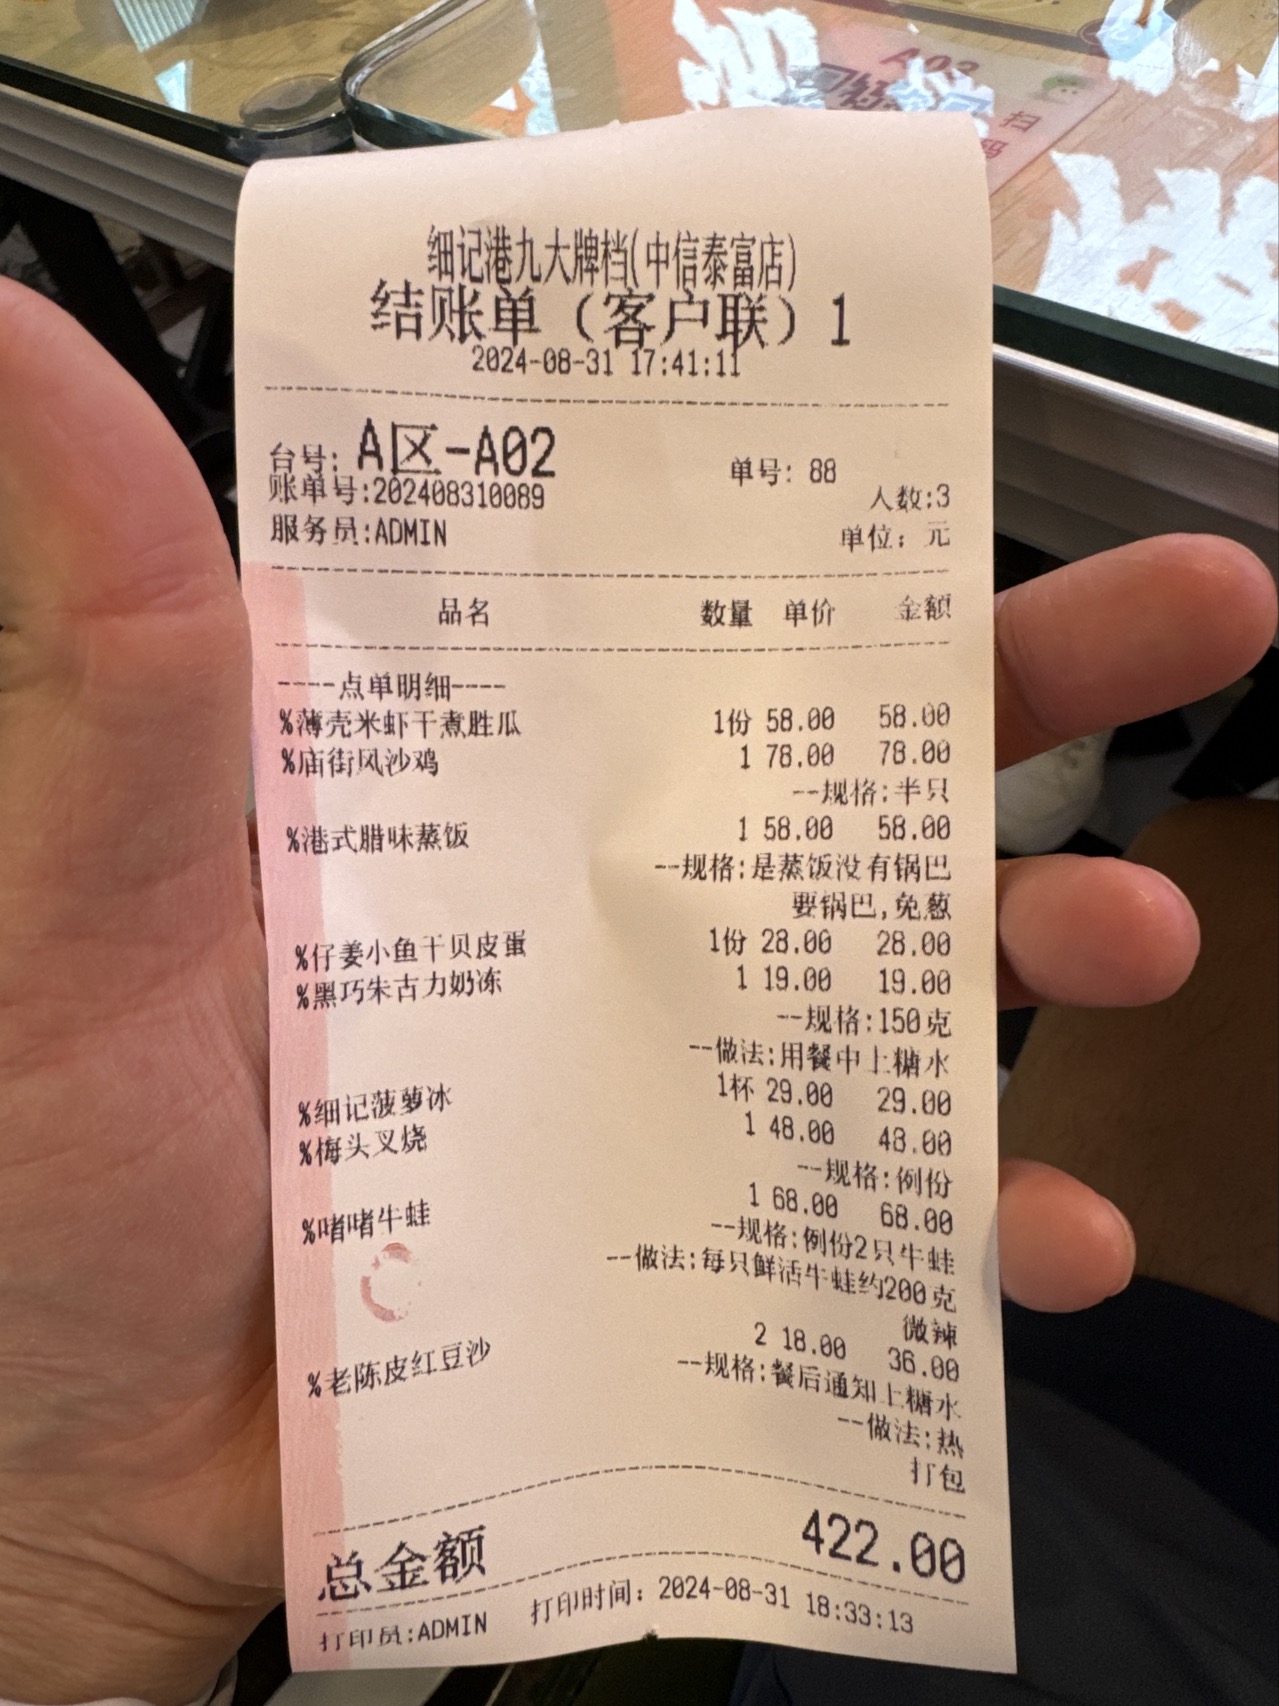 A02
扫
码
细记港九大牌档(中信泰富店)
结账单（客户联）1
2024-08-31 17:41:11
台号: A区-A02 单号: 88
账单号:202408310089 人数:3
服务员:ADMIN 单位: 元
品名 数量 单价 金额
----点单明细----
%薄壳米虾干煮胜瓜 1份 58.00 58.00
%庙街风沙鸡 1 78.00 78.00
--规格:半只
%港式腊味蒸饭 1 58.00 58.00
--规格:是蒸饭没有锅巴
要锅巴,免葱
%仔姜小鱼干贝皮蛋 1份 28.00 28.00
%黑巧朱古力奶冻 1 19.00 19.00
--规格:150克
--做法:用餐中上糖水
%细记菠萝冰 1杯 29.00 29.00
%梅头叉烧 1 48.00 48.00
--规格:例份
%啫啫牛蛙 1 68.00 68.00
--规格:例份2只牛蛙
--做法:每只鲜活牛蛙约200克
微辣
%老陈皮红豆沙 2 18.00 36.00
--规格:餐后通知上糖水
--做法:热
打包
总金额 422.00
打印员:ADMIN 打印时间: 2024-08-31 18:33:13